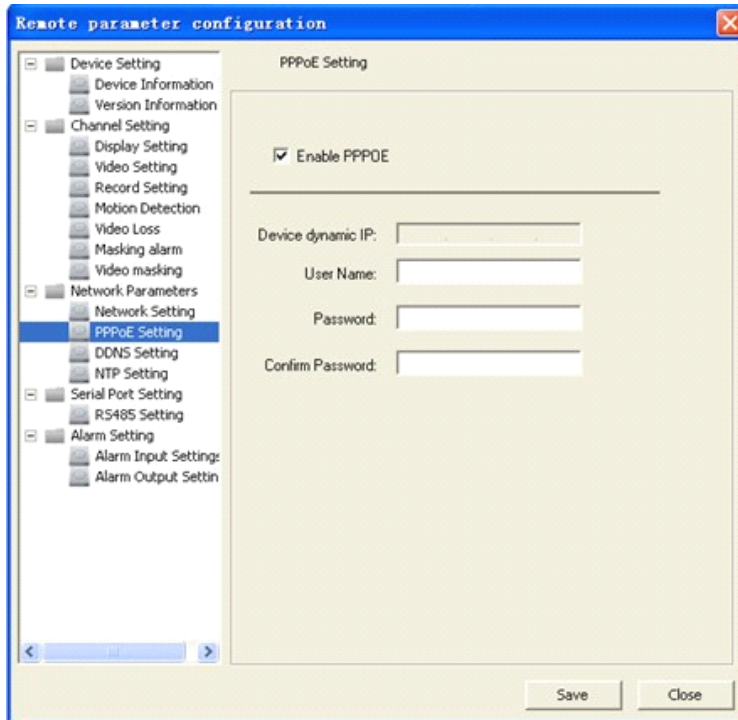 Remote parameter configuration
Device Setting
Device Information
Version Information
Channel Setting
Display Setting
Video Setting
Record Setting
Motion Detection
Video Loss
Masking alarm
Video masking
Network Parameters
Network Setting
PPPoE Setting
DDNS Setting
NTP Setting
Serial Port Setting
RS485 Setting
Alarm Setting
Alarm Input Settings
Alarm Output Settin
PPPoE Setting
Enable PPPOE
Device dynamic IP:
User Name:
Password:
Confirm Password:
Save
Close